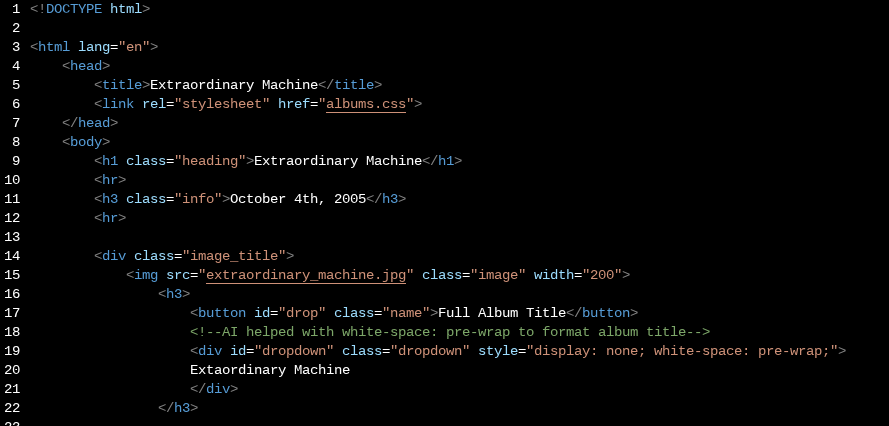 1 <!DOCTYPE html>
2
3 <html lang="en">
4     <head>
5         <title>Extraordinary Machine</title>
6         <link rel="stylesheet" href="albums.css">
7     </head>
8     <body>
9         <h1 class="heading">Extraordinary Machine</h1>
10         <hr>
11         <h3 class="info">October 4th, 2005</h3>
12         <hr>
13
14         <div class="image_title">
15             <img src="extraordinary_machine.jpg" class="image" width="200">
16                 <h3>
17                     <button id="drop" class="name">Full Album Title</button>
18                     <!--AI helped with white-space: pre-wrap to format album title-->
19                     <div id="dropdown" class="dropdown" style="display: none; white-space: pre-wrap;">
20                     Extaordinary Machine
21                     </div>
22                 </h3>